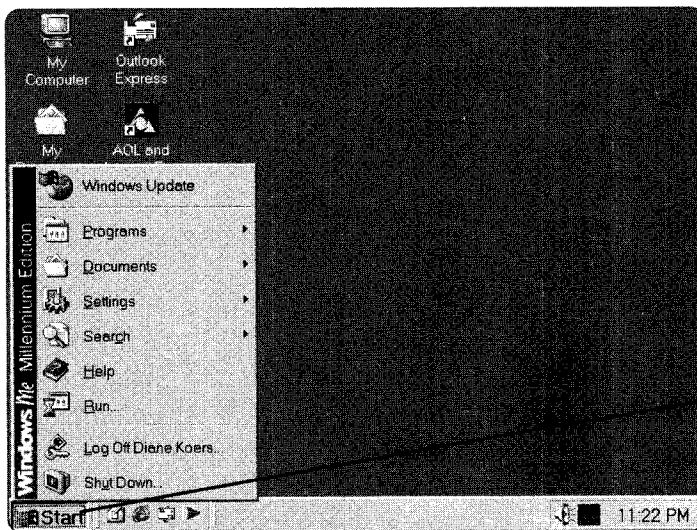 My Computer
Outlook Express
My
AOL and
Windows Update
Programs
Documents
Settings
Search
Help
Run...
Log Off Diane Koers...
Shut Down...
Windows Me Millennium Edition
Start
11:22 PM